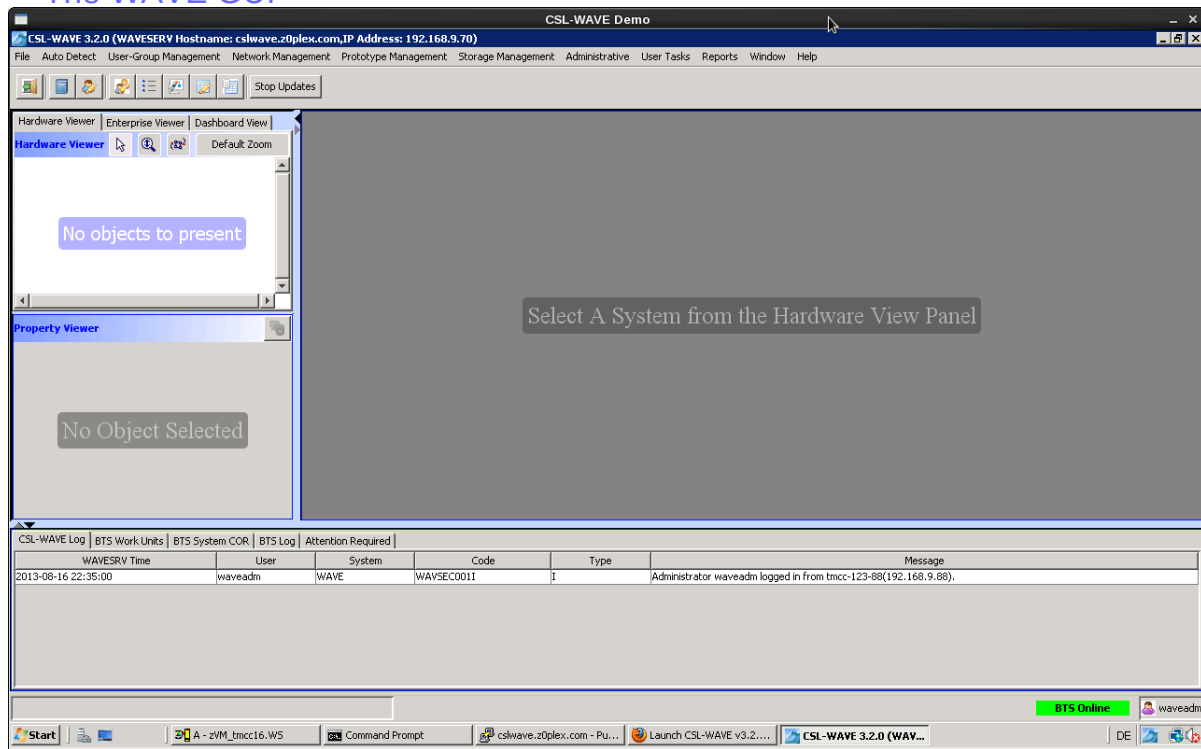 The WAVE GUI
CSL-WAVE Demo
CSL-WAVE 3.2.0 (WAVESERV Hostname: cslwave.z0plex.com,IP Address: 192.168.9.70)
File Auto Detect User-Group Management Network Management Prototype Management Storage Management Administrative User Tasks Reports Window Help
Stop Updates
Hardware Viewer Enterprise Viewer Dashboard View
Hardware Viewer Default Zoom
No objects to present
Select A System from the Hardware View Panel
Property Viewer
No Object Selected
CSL-WAVE Log BTS Work Units BTS System COR BTS Log Attention Required
WAVESRV Time User System Code Type Message
2013-08-16 22:35:00 waveadm WAVE WAVSEC001I I Administrator waveadm logged in from tmcc-123-88(192.168.9.88).
BTS Online waveadm
Start A - zVM_tmcc16.WS Command Prompt cslwave.z0plex.com - Pu... Launch CSL-WAVE v3.2.... CSL-WAVE 3.2.0 (WAV... DE